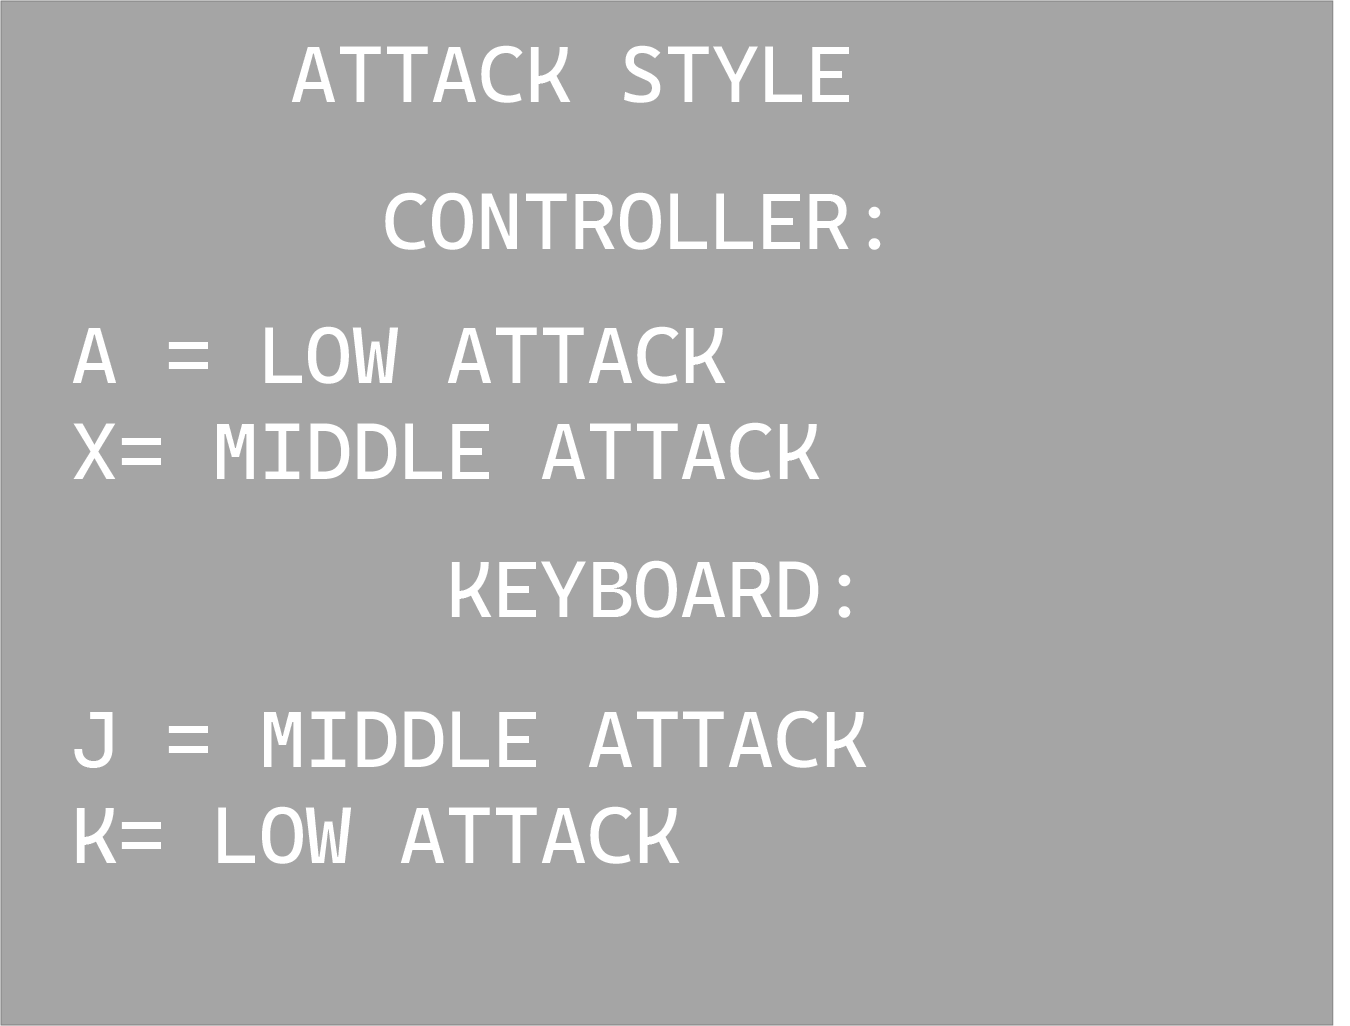 ATTACK STYLE
CONTROLLER:
A = LOW ATTACK
X= MIDDLE ATTACK
KEYBOARD:
J = MIDDLE ATTACK
K= LOW ATTACK